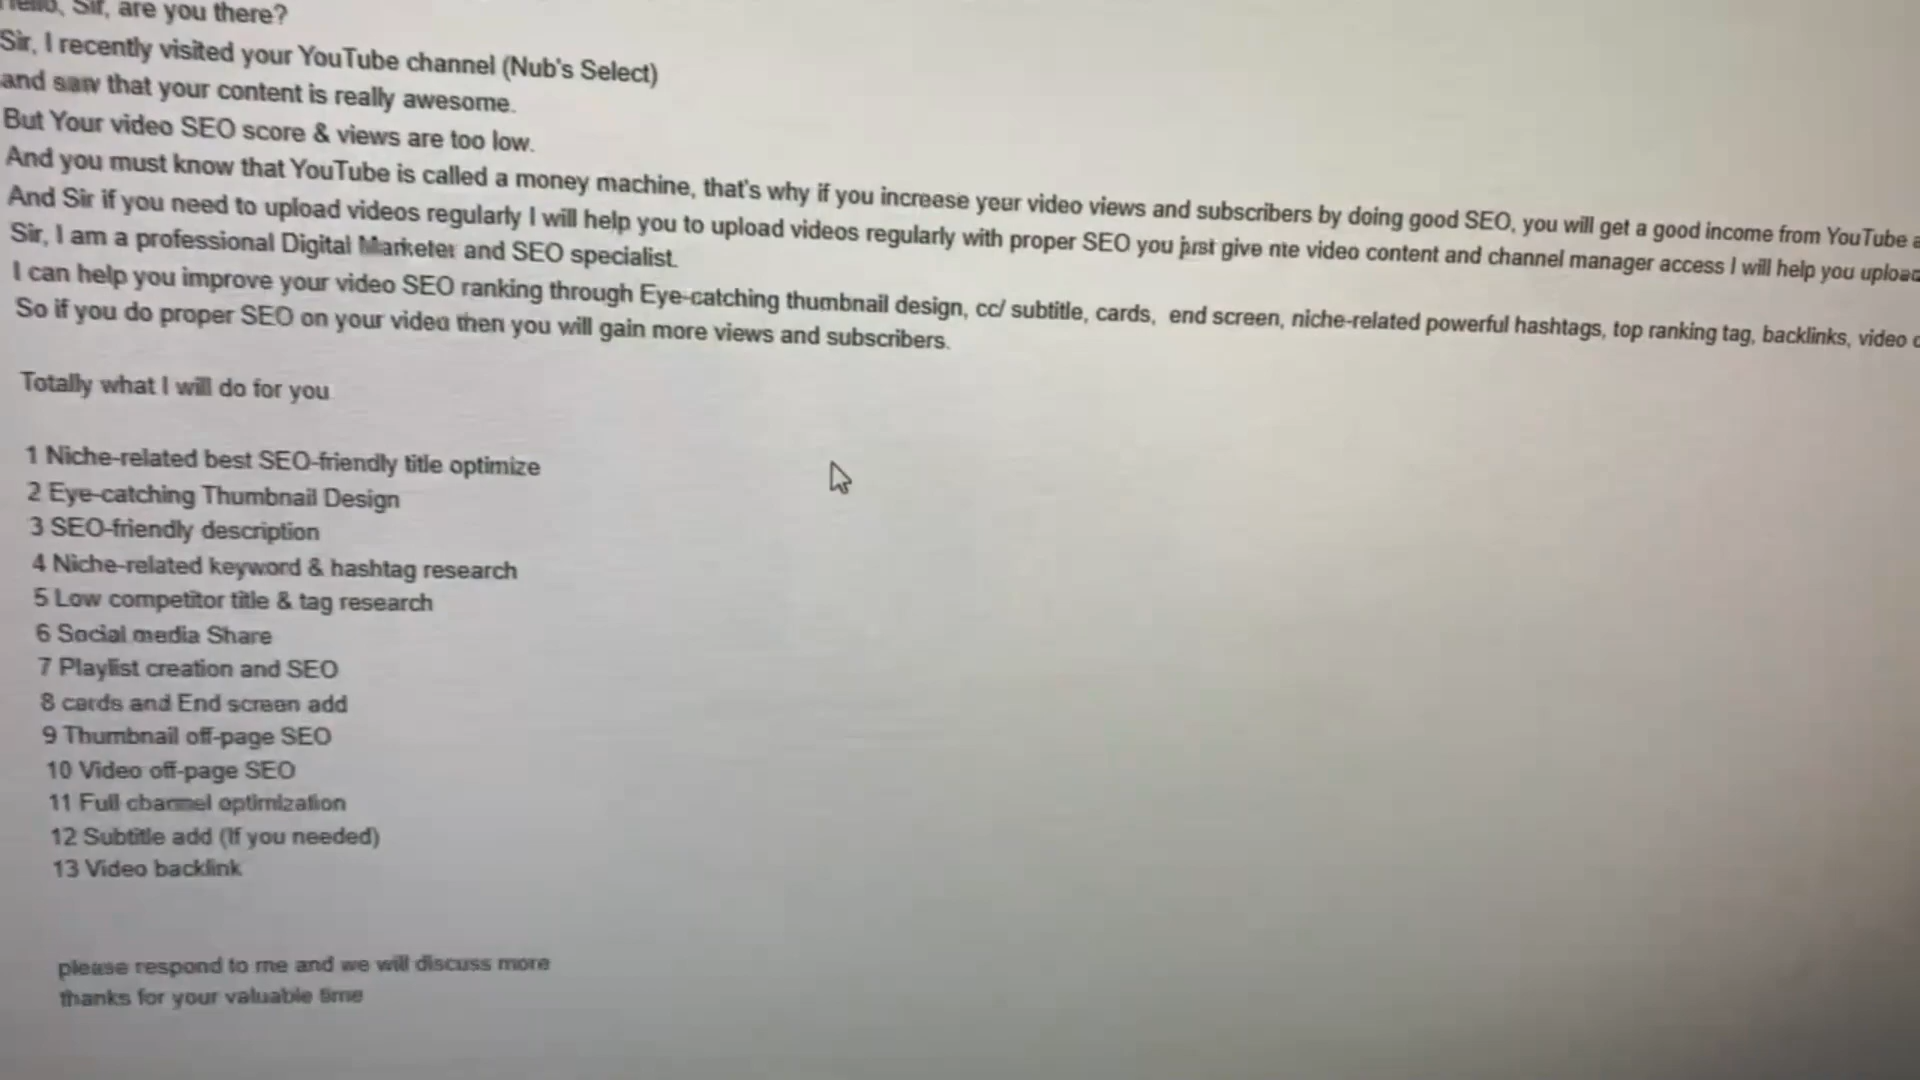 Hello, Sir, are you there?
Sir, I recently visited your YouTube channel (Nub's Select)
and saw that your content is really awesome.
But Your video SEO score & views are too low.
And you must know that YouTube is called a money machine, that's why if you increase your video views and subscribers by doing good SEO, you will get a good income from YouTube
And Sir if you need to upload videos regularly I will help you to upload videos regularly with proper SEO you just give me video content and channel manager access I will help you upload
Sir, I am a professional Digital Marketer and SEO specialist.
I can help you improve your video SEO ranking through Eye-catching thumbnail design, cc/ subtitle, cards, end screen, niche-related powerful hashtags, top ranking tag, backlinks, video
So if you do proper SEO on your video then you will gain more views and subscribers.
Totally what I will do for you
1 Niche-related best SEO-friendly title optimize
2 Eye-catching Thumbnail Design
3 SEO-friendly description
4 Niche-related keyword & hashtag research
5 Low competitor title & tag research
6 Social media Share
7 Playlist creation and SEO
8 cards and End screen add
9 Thumbnail off-page SEO
10 Video off-page SEO
11 Full channel optimization
12 Subtitle add (If you needed)
13 Video backlink
please respond to me and we will discuss more
thanks for your valuable time